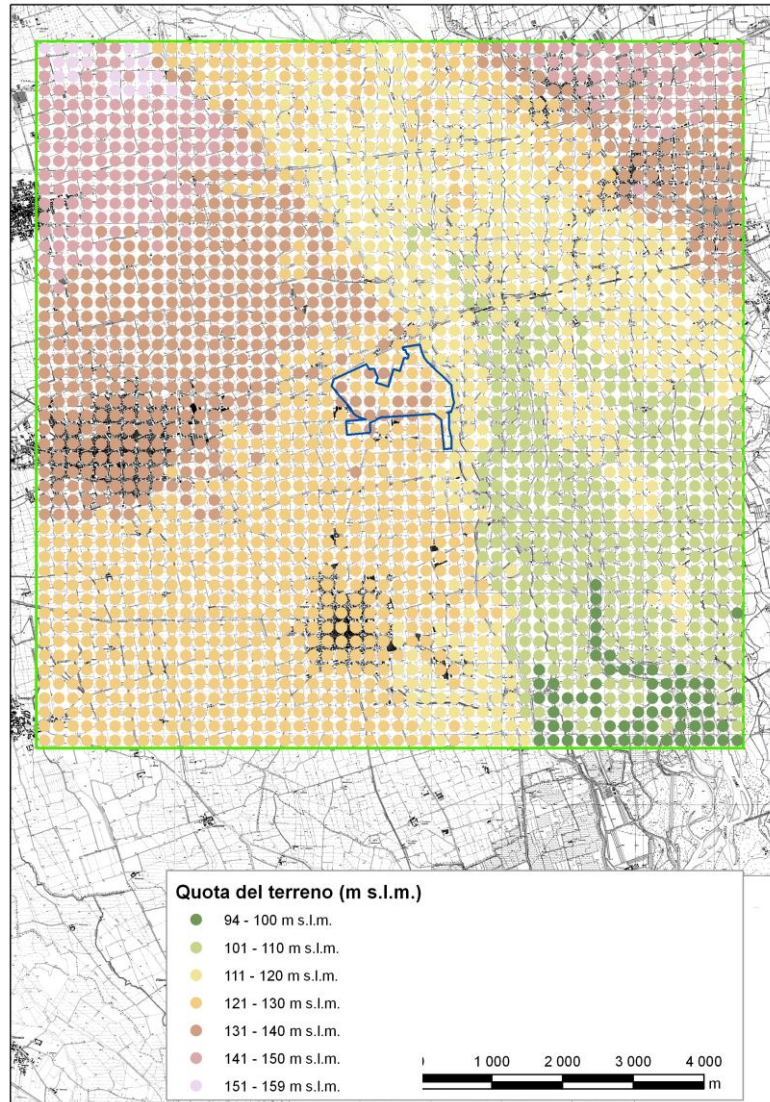 Quota del terreno (m s.l.m.)
94 - 100 m s.l.m.
101 - 110 m s.l.m.
111 - 120 m s.l.m.
121 - 130 m s.l.m.
131 - 140 m s.l.m.
141 - 150 m s.l.m.
151 - 159 m s.l.m.
0 1 000 2 000 3 000 4 000
m